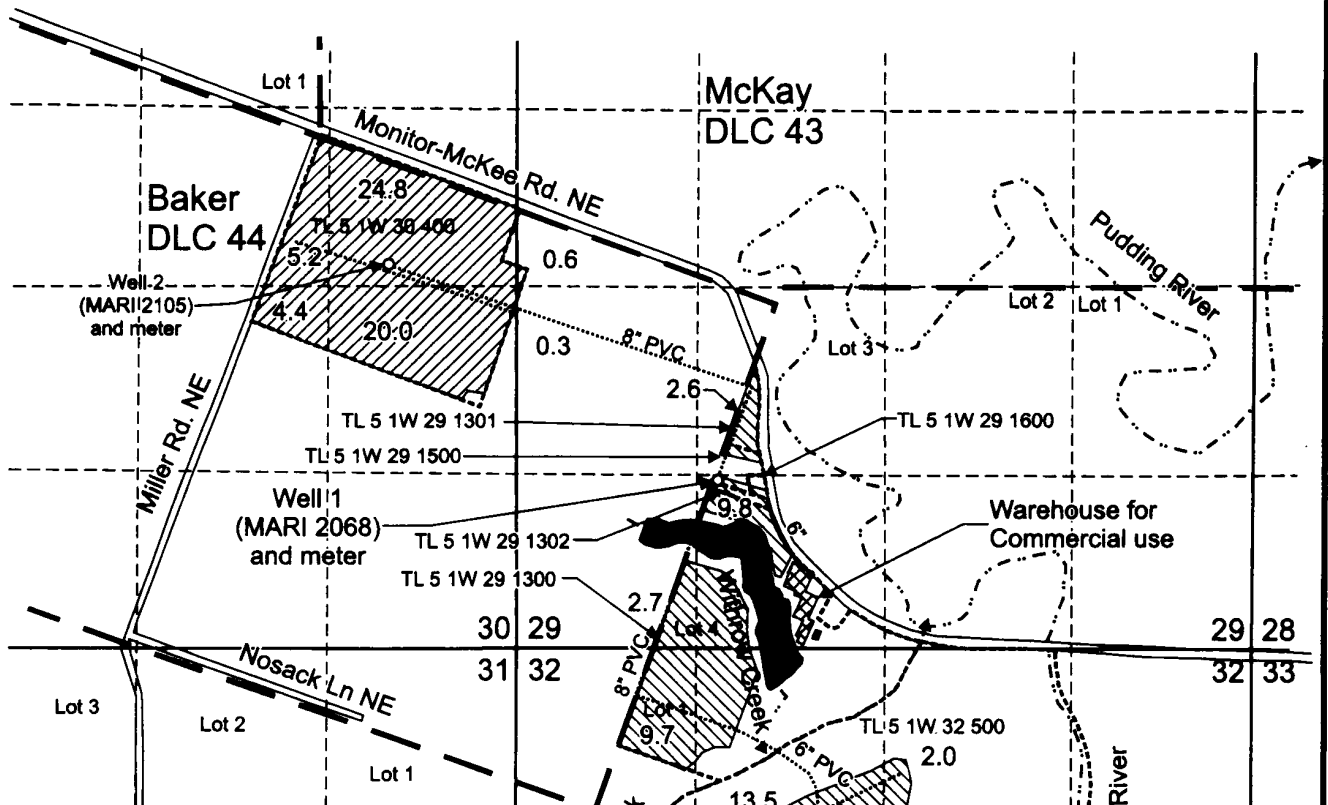 Lot 1
McKay
DLC 43
Monitor-McKee Rd. NE
Baker
DLC 44
24.8
TL 5 1W 30 400
5.2
0.6
Pudding River
Well 2
(MARI 2105)
and meter
4.4
20.0
0.3
8" PVC
Lot 2
Lot 1
Lot 3
2.6
TL 5 1W 29 1301
TL 5 1W 29 1600
TL 5 1W 29 1500
Miller Rd. NE
Well 1
(MARI 2068)
and meter
9.8
6"
Warehouse for
Commercial use
TL 5 1W 29 1302
TL 5 1W 29 1300
2.7
Withrow Creek
Lot 4
30 29
31 32
29 28
32 33
8" PVC
Nosack Ln NE
Lot 3
Lot 2
Lot 1
9.7
TL 5 1W 32 500
2.0
6" PVC
13.5
River